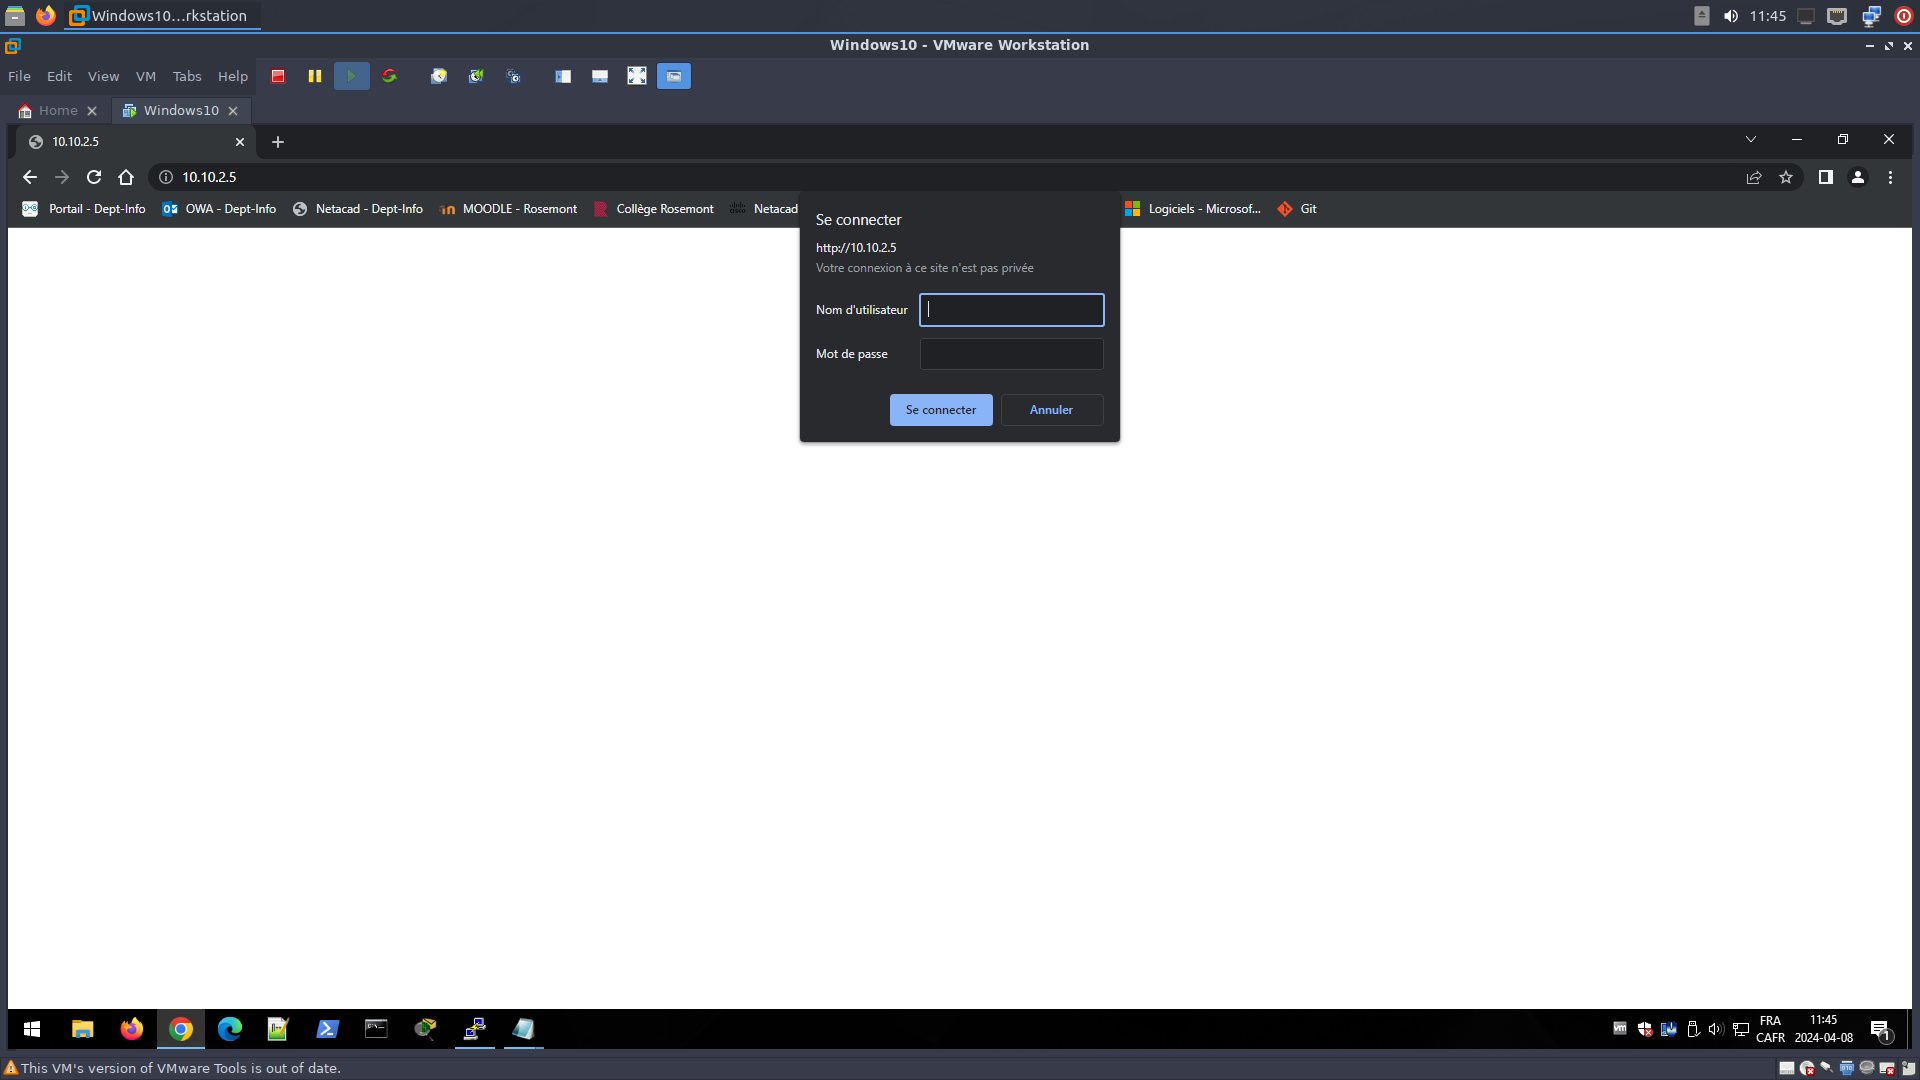 Windows10...rkstation
11:45
Windows10 - VMware Workstation
File Edit View VM Tabs Help
Home
Windows10
10.10.2.5
10.10.2.5
Portail - Dept-Info
OWA - Dept-Info
Netacad - Dept-Info
MOODLE - Rosemont
Collège Rosemont
Netacad
Logiciels - Microsof...
Git
Se connecter
http://10.10.2.5
Votre connexion à ce site n'est pas privée
Nom d'utilisateur
Mot de passe
Se connecter
Annuler
FRA
CAFR
11:45
2024-04-08
1
This VM's version of VMware Tools is out of date.